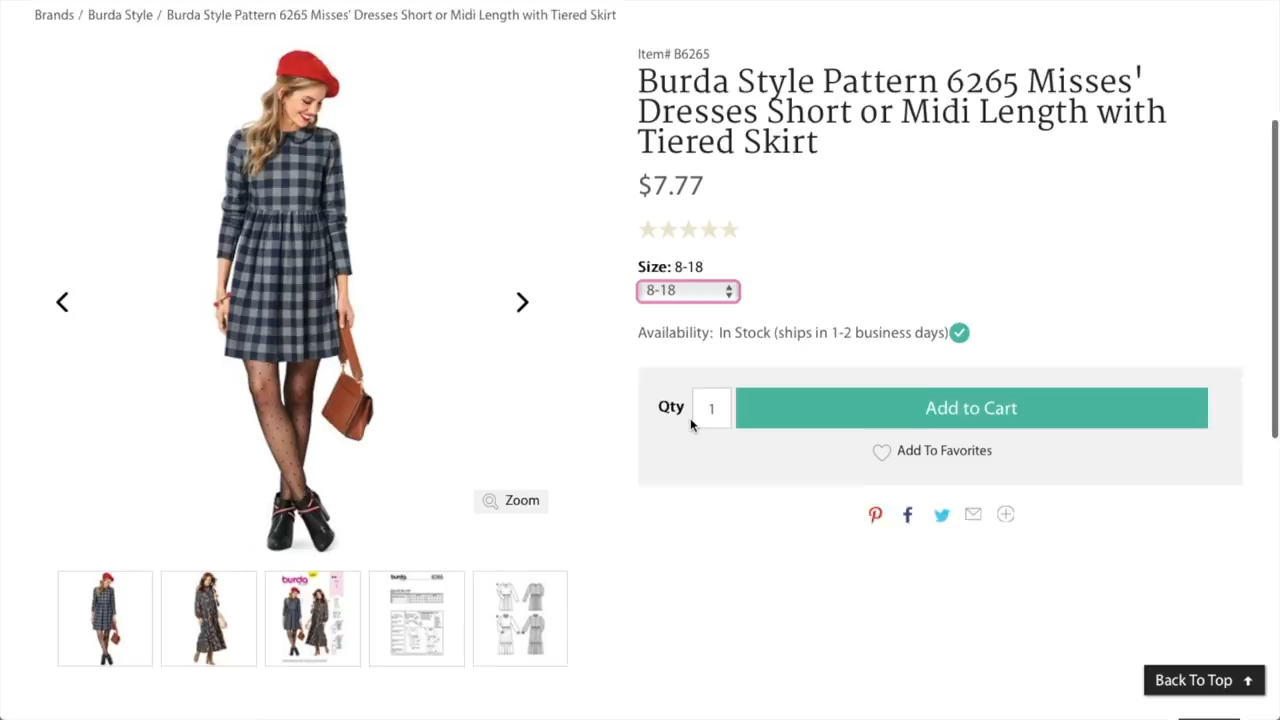 Brands / Burda Style / Burda Style Pattern 6265 Misses' Dresses Short or Midi Length with Tiered Skirt
Item# B6265
Burda Style Pattern 6265 Misses'
Dresses Short or Midi Length with
Tiered Skirt
$7.77
Size: 8-18
8-18
Availability: In Stock (ships in 1-2 business days)
Qty 1 Add to Cart
Add To Favorites
Zoom
burda
burda 6265
Back To Top